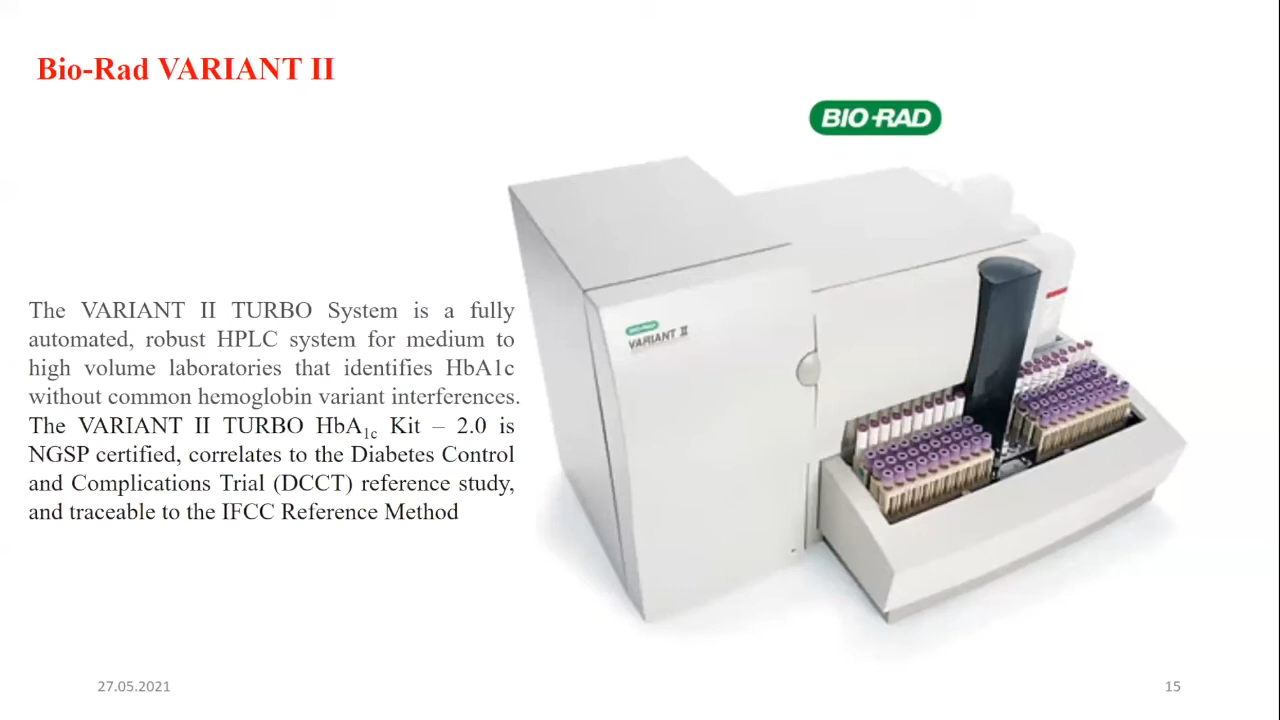 Bio-Rad VARIANT II
BIO-RAD
BIO-RAD
VARIANT II
The VARIANT II TURBO System is a fully
automated, robust HPLC system for medium to
high volume laboratories that identifies HbA1c
without common hemoglobin variant interferences.
The VARIANT II TURBO HbA1c Kit – 2.0 is
NGSP certified, correlates to the Diabetes Control
and Complications Trial (DCCT) reference study,
and traceable to the IFCC Reference Method
27.05.2021
15